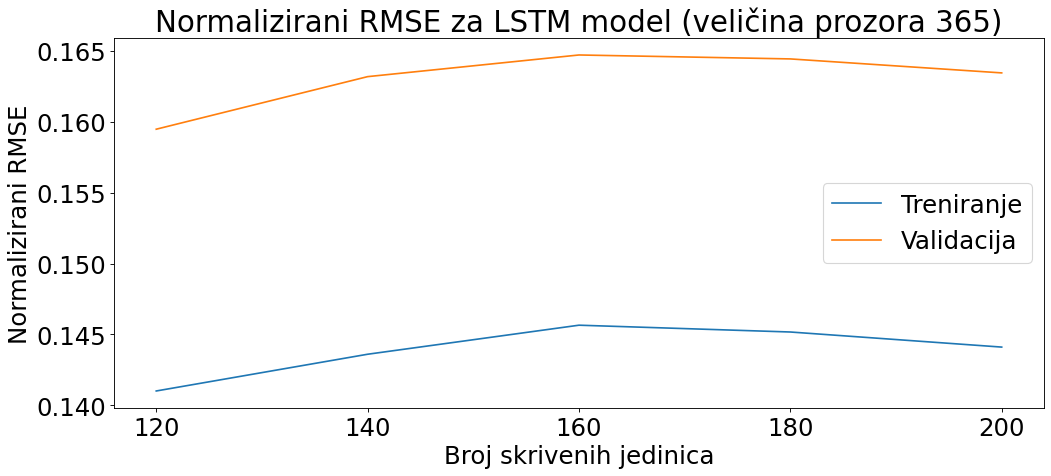 Normalizirani RMSE za LSTM model (veličina prozora 365)
Normalizirani RMSE
0.165
0.160
0.155
0.150
0.145
0.140
Treniranje
Validacija
120 140 160 180 200
Broj skrivenih jedinica